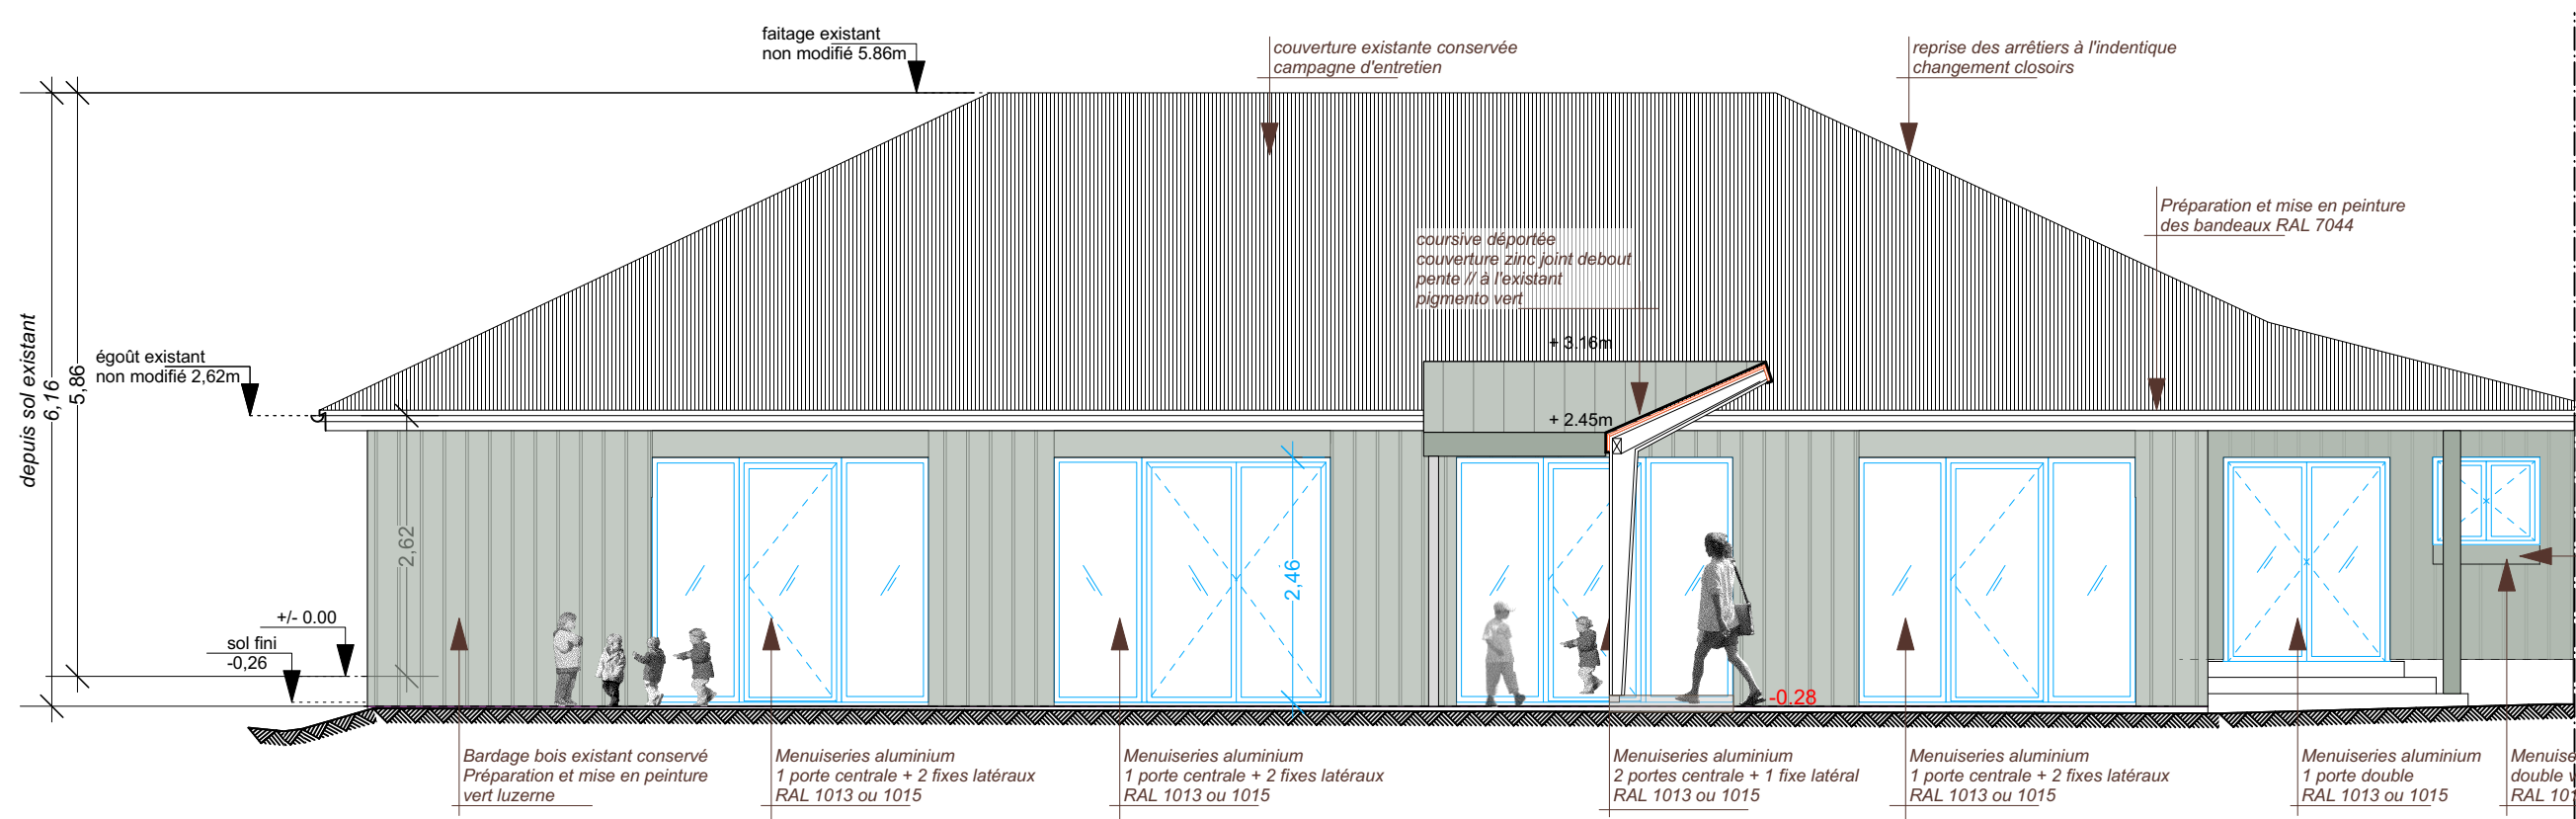 faitage existant
non modifié 5.86m
couverture existante conservée
campagne d'entretien
reprise des arrêtiers à l'indentique
changement closoirs
Préparation et mise en peinture
des bandeaux RAL 7044
coursive déportée
couverture zinc joint debout
pente // à l'existant
pigmento vert
depuis sol existant
6,16
5,86
égoût existant
non modifié 2,62m
+ 3.16m
+ 2.45m
2,62
2,46
+/- 0.00
sol fini
-0,26
-0.28
Bardage bois existant conservé
Préparation et mise en peinture
vert luzerne
Menuiseries aluminium
1 porte centrale + 2 fixes latéraux
RAL 1013 ou 1015
Menuiseries aluminium
1 porte centrale + 2 fixes latéraux
RAL 1013 ou 1015
Menuiseries aluminium
2 portes centrale + 1 fixe latéral
RAL 1013 ou 1015
Menuiseries aluminium
1 porte centrale + 2 fixes latéraux
RAL 1013 ou 1015
Menuiseries aluminium
1 porte double
RAL 1013 ou 1015
Menuise
double v
RAL 101